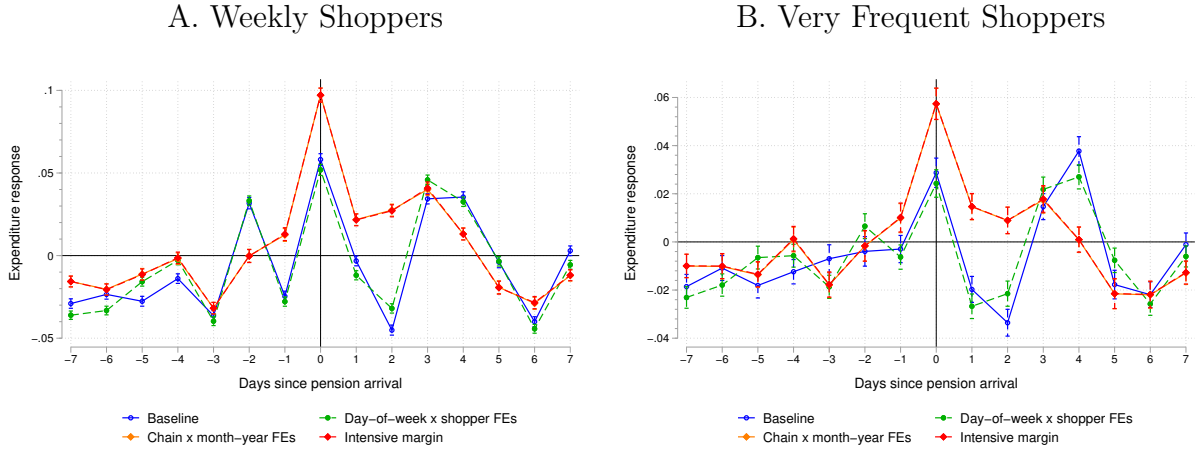 A. Weekly Shoppers
B. Very Frequent Shoppers
Expenditure response
.1
.05
0
−.05
−7 −6 −5 −4 −3 −2 −1 0 1 2 3 4 5 6 7
Days since pension arrival
Baseline
Day−of−week x shopper FEs
Chain x month−year FEs
Intensive margin
Expenditure response
.06
.04
.02
0
−.02
−.04
−7 −6 −5 −4 −3 −2 −1 0 1 2 3 4 5 6 7
Days since pension arrival
Baseline
Day−of−week x shopper FEs
Chain x month−year FEs
Intensive margin